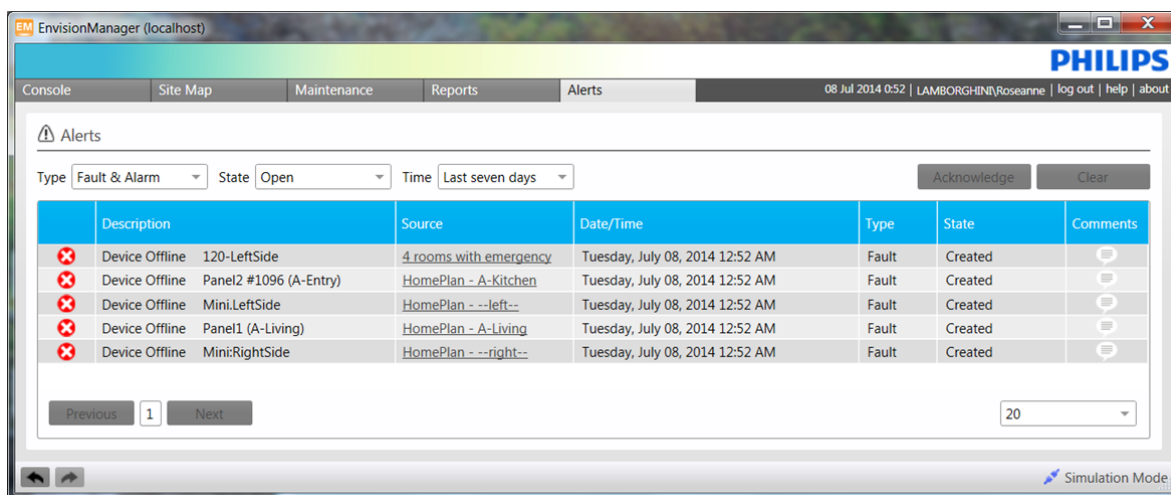 EM EnvisionManager (localhost)
PHILIPS
Console Site Map Maintenance Reports Alerts 08 Jul 2014 0:52 | LAMBORGHINI\Roseanne | log out | help | about
Alerts
Type Fault & Alarm State Open Time Last seven days Acknowledge Clear
Description Source Date/Time Type State Comments
Device Offline 120-LeftSide 4 rooms with emergency Tuesday, July 08, 2014 12:52 AM Fault Created
Device Offline Panel2 #1096 (A-Entry) HomePlan - A-Kitchen Tuesday, July 08, 2014 12:52 AM Fault Created
Device Offline Mini.LeftSide HomePlan - --left-- Tuesday, July 08, 2014 12:52 AM Fault Created
Device Offline Panel1 (A-Living) HomePlan - A-Living Tuesday, July 08, 2014 12:52 AM Fault Created
Device Offline Mini:RightSide HomePlan - --right-- Tuesday, July 08, 2014 12:52 AM Fault Created
Previous 1 Next 20
Simulation Mode